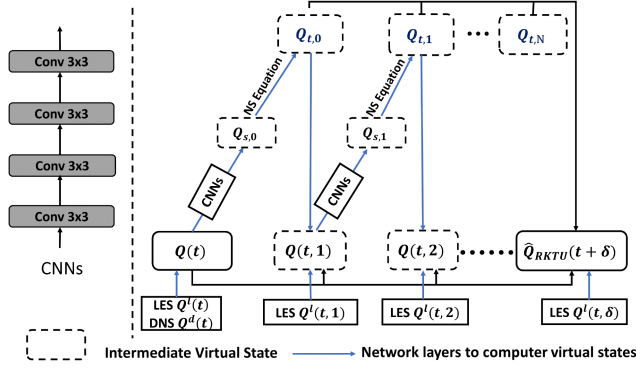 Conv 3x3
Conv 3x3
Conv 3x3
Conv 3x3
CNNs
Q_{t,0}
Q_{t,1}
Q_{t,N}
NS Equation
NS Equation
Q_{s,0}
Q_{s,1}
CNNs
CNNs
Q(t)
Q(t, 1)
Q(t, 2)
Q̂_{RKTU}(t + δ)
LES Q^l(t)
DNS Q^d(t)
LES Q^l(t, 1)
LES Q^l(t, 2)
LES Q^l(t, δ)
Intermediate Virtual State
Network layers to computer virtual states